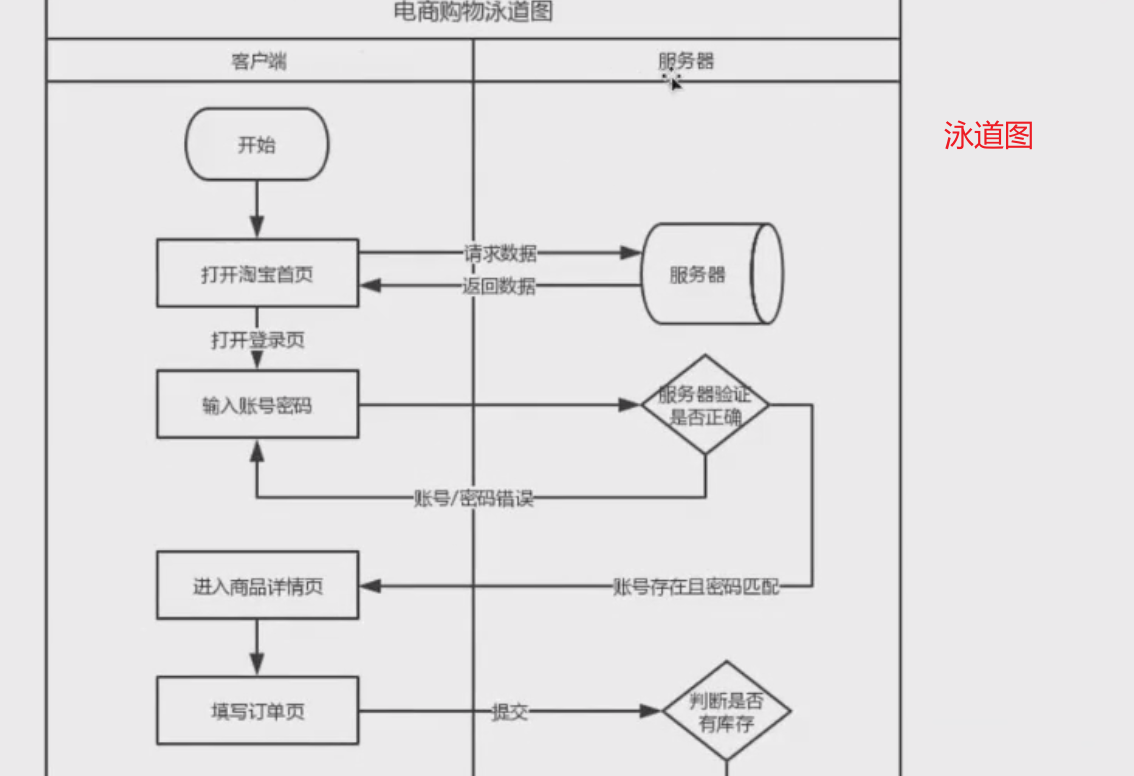 电商购物泳道图
客户端
服务器
泳道图
开始
打开淘宝首页
请求数据
返回数据
服务器
打开登录页
输入账号密码
服务器验证
是否正确
账号/密码错误
进入商品详情页
账号存在且密码匹配
填写订单页
提交
判断是否
有库存